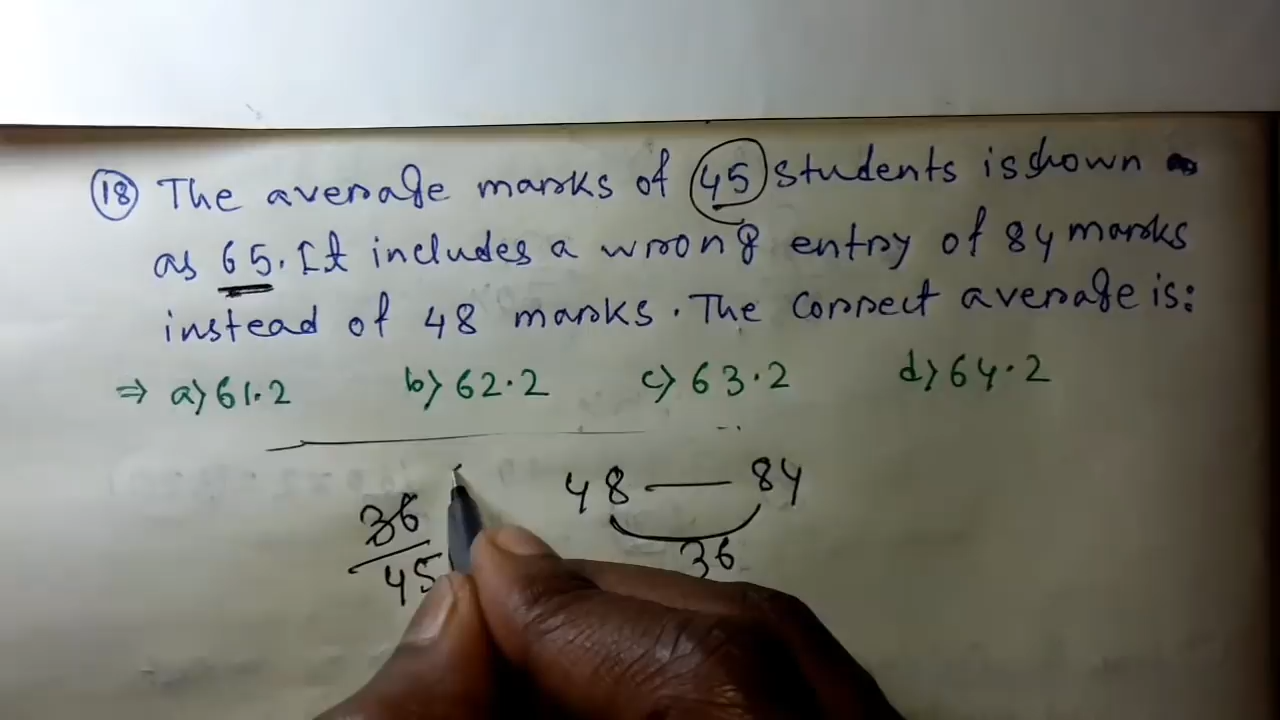 18 The average marks of 45 students is shown
as 65. It includes a wrong entry of 84 marks
instead of 48 marks. The correct average is:
⇒ a) 61.2 b) 62.2 c) 63.2 d) 64.2
48 — 84
36
36
45